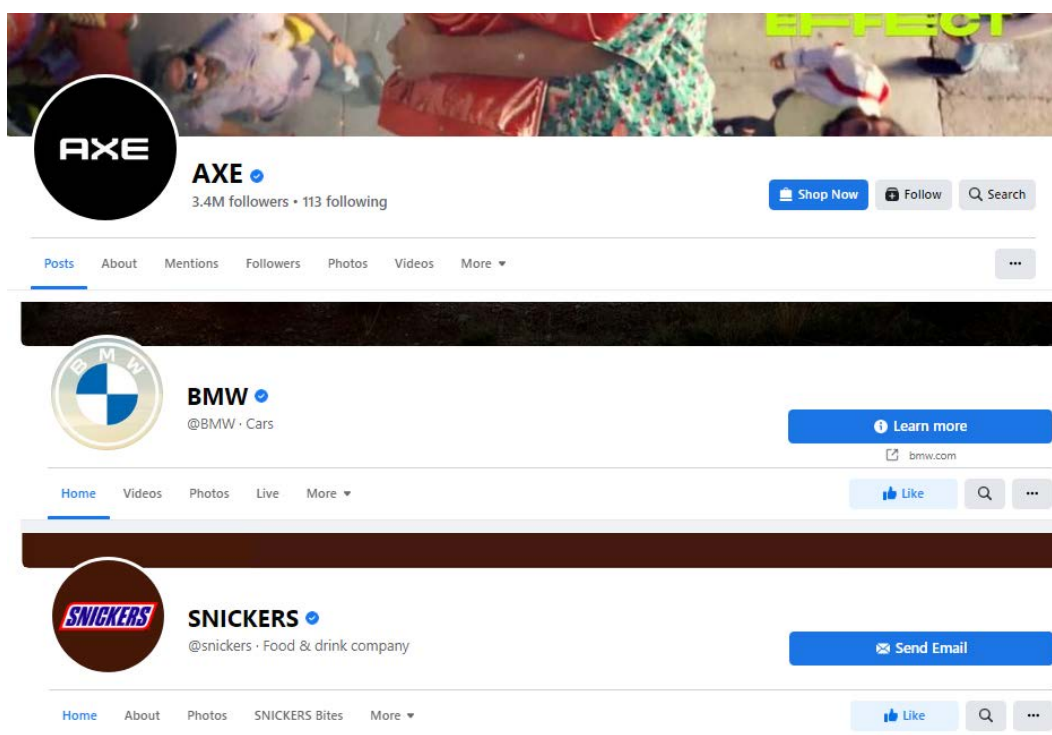 EFFECT
AXE
AXE
3.4M followers • 113 following
Shop Now Follow Search
Posts About Mentions Followers Photos Videos More
BMW
BMW
@BMW · Cars
Learn more
bmw.com
Home Videos Photos Live More
Like
SNICKERS
SNICKERS
@snickers · Food & drink company
Send Email
Home About Photos SNICKERS Bites More
Like